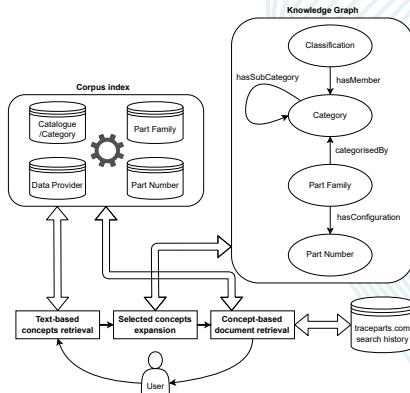 Knowledge Graph
Classification
hasSubCategory
hasMember
Category
categorisedBy
Part Family
hasConfiguration
Part Number
Corpus index
Catalogue
/Category
Part Family
Data Provider
Part Number
Text-based
concepts retrieval
Selected concepts
expansion
Concept-based
document retrieval
traceparts.com
search history
User